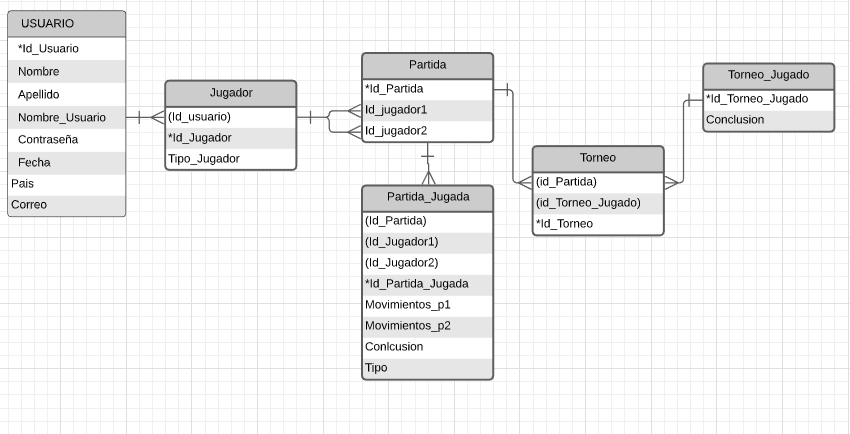 USUARIO
*Id_Usuario
Nombre
Apellido
Nombre_Usuario
Contraseña
Fecha
Pais
Correo
Jugador
(Id_usuario)
*Id_Jugador
Tipo_Jugador
Partida
*Id_Partida
Id_jugador1
Id_jugador2
Partida_Jugada
(Id_Partida)
(Id_Jugador1)
(Id_Jugador2)
*Id_Partida_Jugada
Movimientos_p1
Movimientos_p2
Conlcusion
Tipo
Torneo
(id_Partida)
(id_Torneo_Jugado)
*Id_Torneo
Torneo_Jugado
*Id_Torneo_Jugado
Conclusion